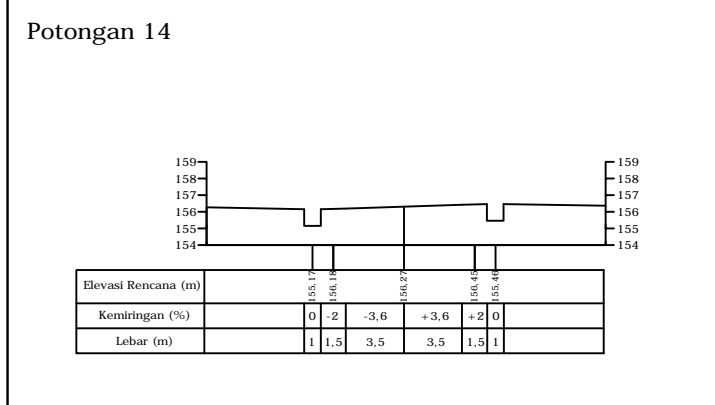 Potongan 14
159 159
158 158
157 157
156 156
155 155
154 154
Elevasi Rencana (m) 155,17 156,18 156,27 156,45 155,46
Kemiringan (%) 0 -2 -3,6 +3,6 +2 0
Lebar (m) 1 1,5 3,5 3,5 1,5 1